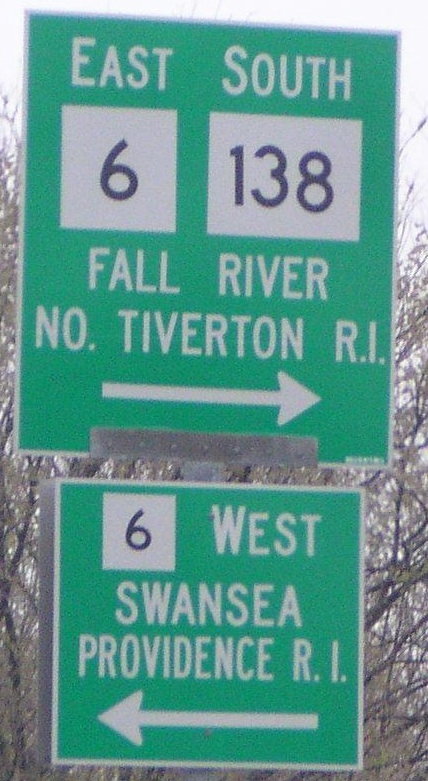 EAST SOUTH
6 138
FALL RIVER
NO. TIVERTON R.I.
6 WEST
SWANSEA
PROVIDENCE R. I.